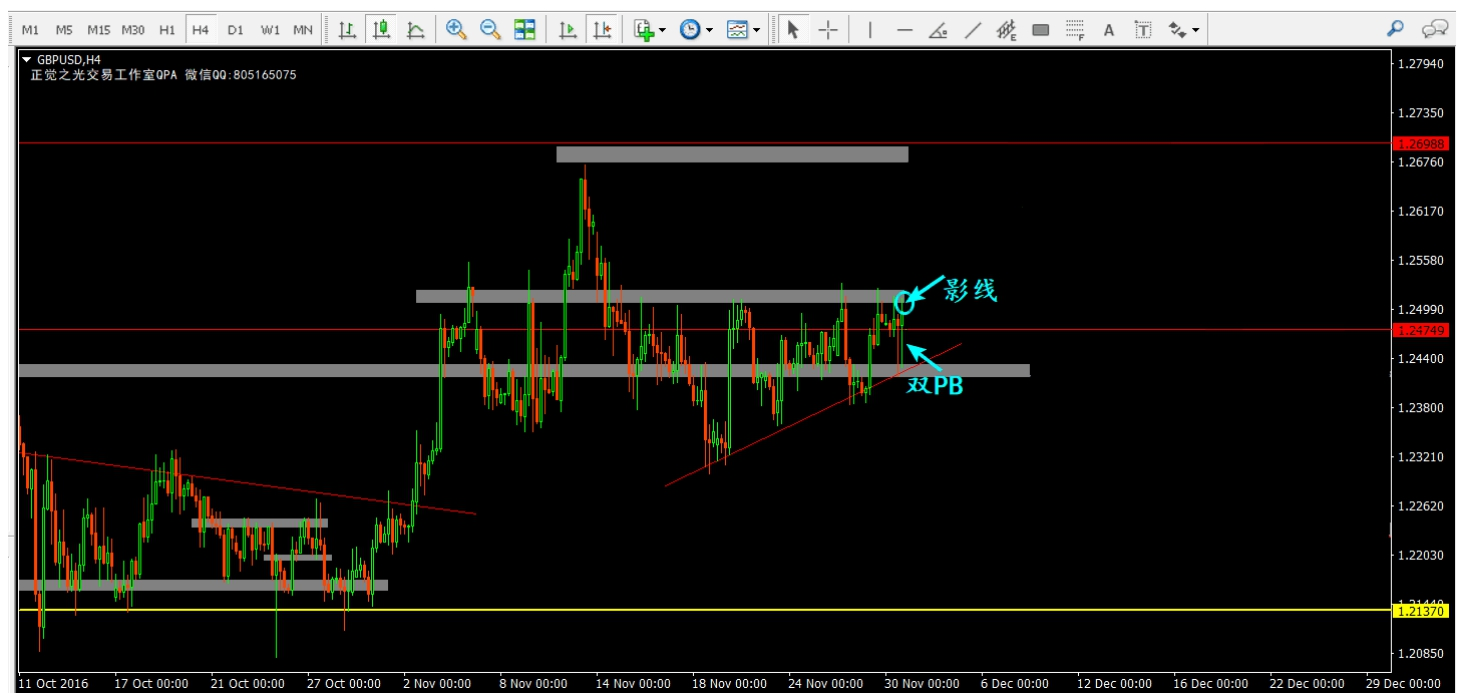 M1 M5 M15 M30 H1 H4 D1 W1 MN
GBPUSD,H4
正觉之光交易工作室QPA 微信QQ:805165075
1.27940
1.27350
1.26988
1.26760
1.26170
1.25580
影线
1.24990
1.24749
1.24400
双PB
1.23800
1.23210
1.22620
1.22030
1.21440
1.21370
1.20850
11 Oct 2016 17 Oct 00:00 21 Oct 00:00 27 Oct 00:00 2 Nov 00:00 8 Nov 00:00 14 Nov 00:00 18 Nov 00:00 24 Nov 00:00 30 Nov 00:00 6 Dec 00:00 12 Dec 00:00 16 Dec 00:00 22 Dec 00:00 29 Dec 00:00